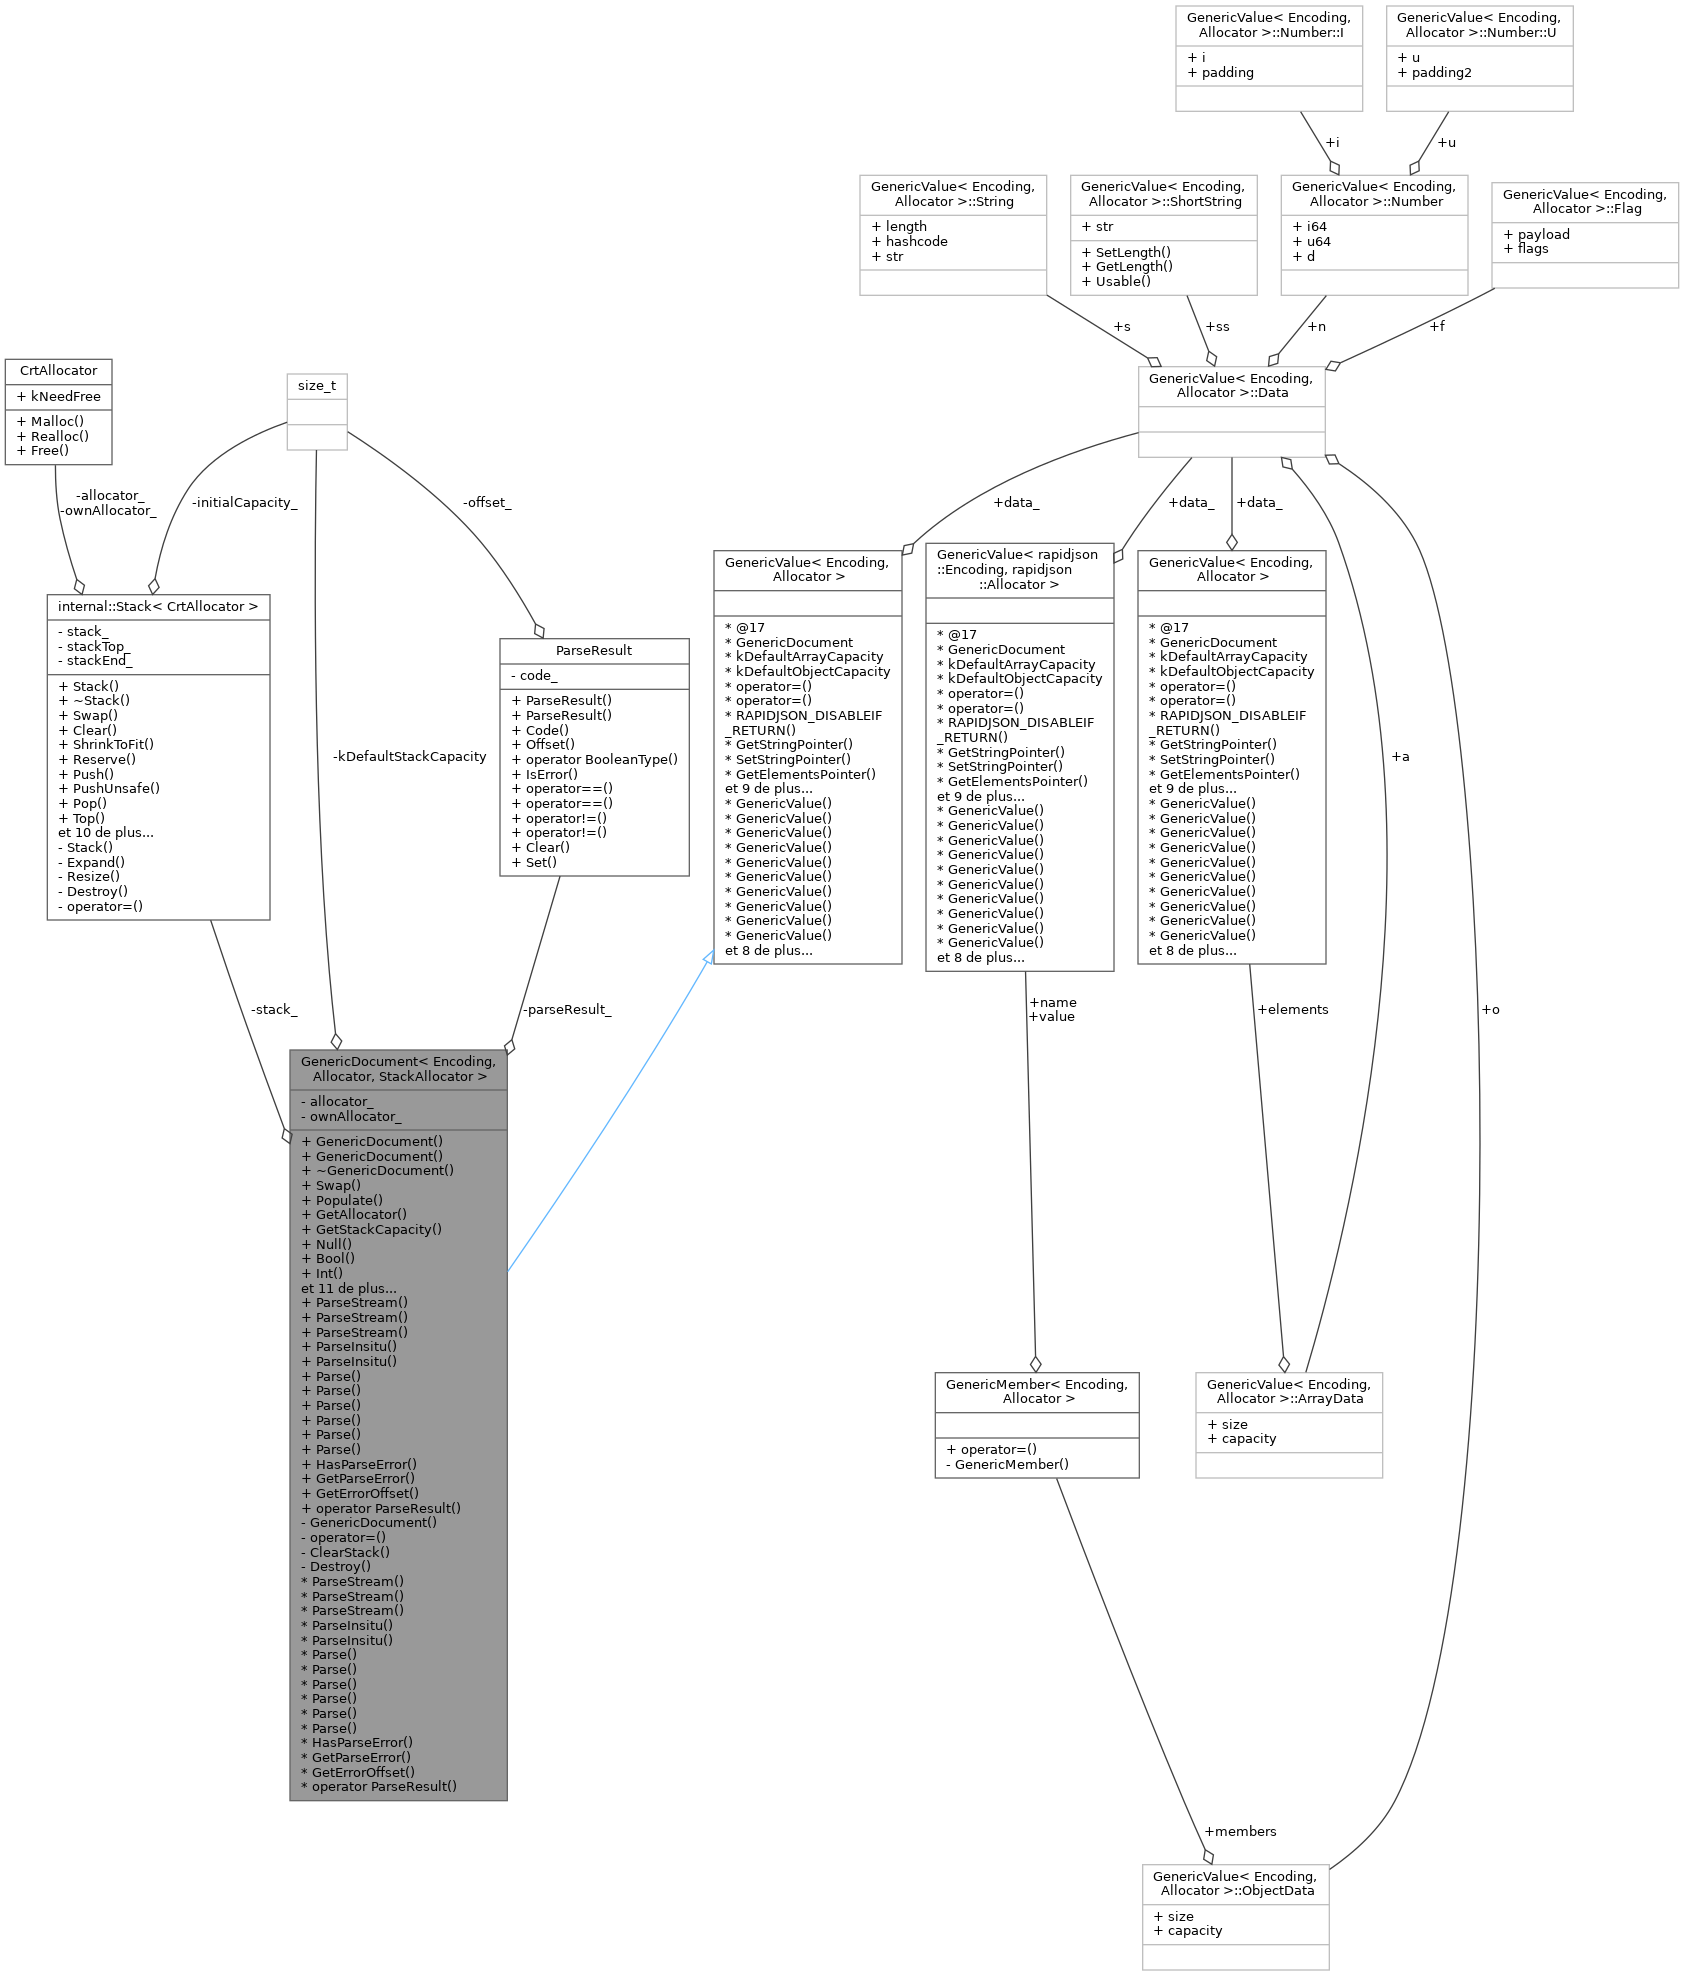 GenericValue< Encoding,
Allocator >::Number::I
+ i
+ padding
GenericValue< Encoding,
Allocator >::Number::U
+ u
+ padding2
+i
+u
GenericValue< Encoding,
Allocator >::String
+ length
+ hashcode
+ str
GenericValue< Encoding,
Allocator >::ShortString
+ str
+ SetLength()
+ GetLength()
+ Usable()
GenericValue< Encoding,
Allocator >::Number
+ i64
+ u64
+ d
GenericValue< Encoding,
Allocator >::Flag
+ payload
+ flags
+s
+ss
+n
+f
CrtAllocator
+ kNeedFree
+ Malloc()
+ Realloc()
+ Free()
size_t
GenericValue< Encoding,
Allocator >::Data
-allocator_
-ownAllocator_
-initialCapacity_
-offset_
+data_
+data_
+data_
internal::Stack< CrtAllocator >
- stack_
- stackTop_
- stackEnd_
+ Stack()
+ ~Stack()
+ Swap()
+ Clear()
+ ShrinkToFit()
+ Reserve()
+ Push()
+ PushUnsafe()
+ Pop()
+ Top()
et 10 de plus...
- Stack()
- Expand()
- Resize()
- Destroy()
- operator=()
-kDefaultStackCapacity
ParseResult
- code_
+ ParseResult()
+ ParseResult()
+ Code()
+ Offset()
+ operator BooleanType()
+ IsError()
+ operator==()
+ operator==()
+ operator!=()
+ operator!=()
+ Clear()
+ Set()
GenericValue< Encoding,
Allocator >
* @17
* GenericDocument
* kDefaultArrayCapacity
* kDefaultObjectCapacity
* operator=()
* operator=()
* RAPIDJSON_DISABLEIF
_RETURN()
* GetStringPointer()
* SetStringPointer()
* GetElementsPointer()
et 9 de plus...
* GenericValue()
* GenericValue()
* GenericValue()
* GenericValue()
* GenericValue()
* GenericValue()
* GenericValue()
* GenericValue()
* GenericValue()
* GenericValue()
et 8 de plus...
GenericValue< rapidjson
::Encoding, rapidjson
::Allocator >
* @17
* GenericDocument
* kDefaultArrayCapacity
* kDefaultObjectCapacity
* operator=()
* operator=()
* RAPIDJSON_DISABLEIF
_RETURN()
* GetStringPointer()
* SetStringPointer()
* GetElementsPointer()
et 9 de plus...
* GenericValue()
* GenericValue()
* GenericValue()
* GenericValue()
* GenericValue()
* GenericValue()
* GenericValue()
* GenericValue()
* GenericValue()
* GenericValue()
et 8 de plus...
GenericValue< Encoding,
Allocator >
* @17
* GenericDocument
* kDefaultArrayCapacity
* kDefaultObjectCapacity
* operator=()
* operator=()
* RAPIDJSON_DISABLEIF
_RETURN()
* GetStringPointer()
* SetStringPointer()
* GetElementsPointer()
et 9 de plus...
* GenericValue()
* GenericValue()
* GenericValue()
* GenericValue()
* GenericValue()
* GenericValue()
* GenericValue()
* GenericValue()
* GenericValue()
* GenericValue()
et 8 de plus...
+a
-stack_
-parseResult_
+name
+value
+elements
+o
GenericDocument< Encoding,
Allocator, StackAllocator >
- allocator_
- ownAllocator_
+ GenericDocument()
+ GenericDocument()
+ ~GenericDocument()
+ Swap()
+ Populate()
+ GetAllocator()
+ GetStackCapacity()
+ Null()
+ Bool()
+ Int()
et 11 de plus...
+ ParseStream()
+ ParseStream()
+ ParseStream()
+ ParseInsitu()
+ ParseInsitu()
+ Parse()
+ Parse()
+ Parse()
+ Parse()
+ Parse()
+ Parse()
+ HasParseError()
+ GetParseError()
+ GetErrorOffset()
+ operator ParseResult()
- GenericDocument()
- operator=()
- ClearStack()
- Destroy()
* ParseStream()
* ParseStream()
* ParseStream()
* ParseInsitu()
* ParseInsitu()
* Parse()
* Parse()
* Parse()
* Parse()
* Parse()
* Parse()
* HasParseError()
* GetParseError()
* GetErrorOffset()
* operator ParseResult()
GenericMember< Encoding,
Allocator >
+ operator=()
- GenericMember()
GenericValue< Encoding,
Allocator >::ArrayData
+ size
+ capacity
+members
GenericValue< Encoding,
Allocator >::ObjectData
+ size
+ capacity